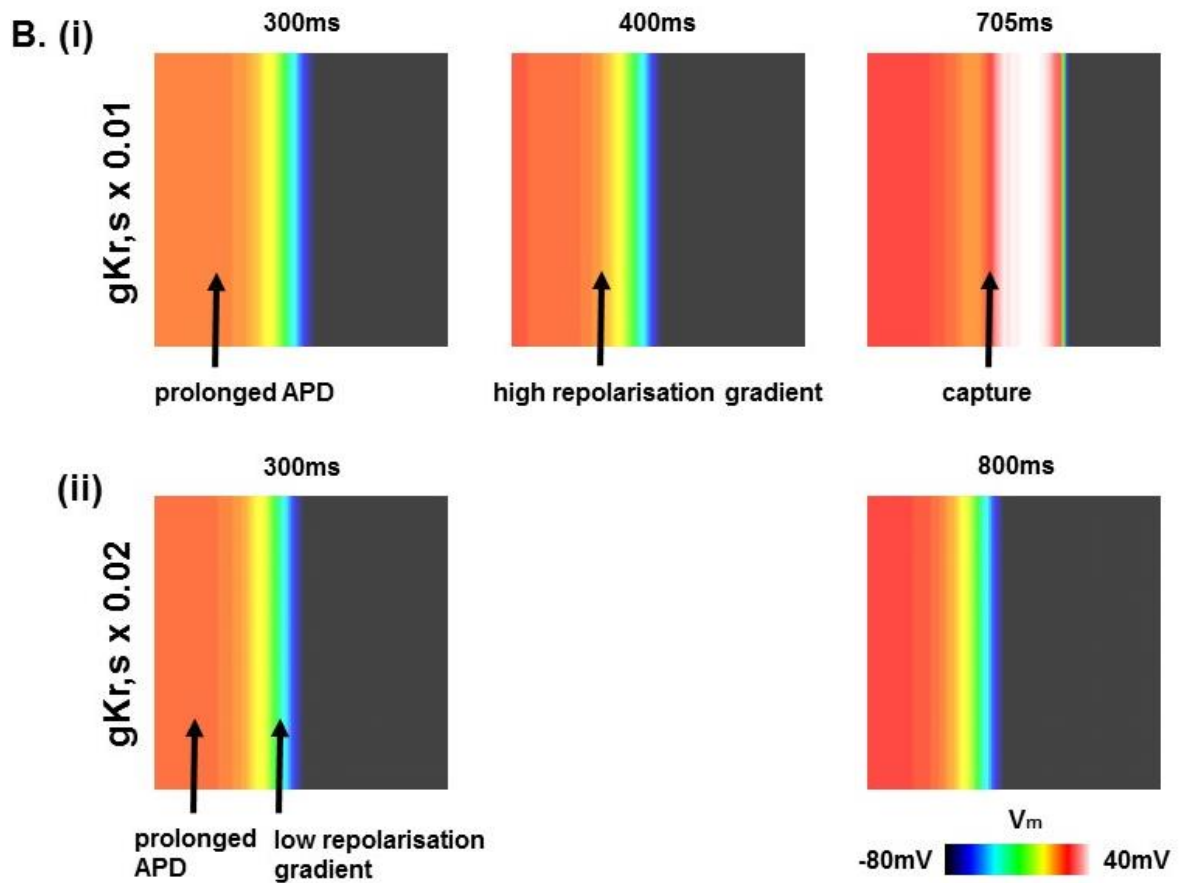 B. (i)
300ms
400ms
705ms
gKr,s x 0.01
prolonged APD
high repolarisation gradient
capture
(ii)
300ms
800ms
gKr,s x 0.02
prolonged
APD
low repolarisation
gradient
Vm
-80mV
40mV